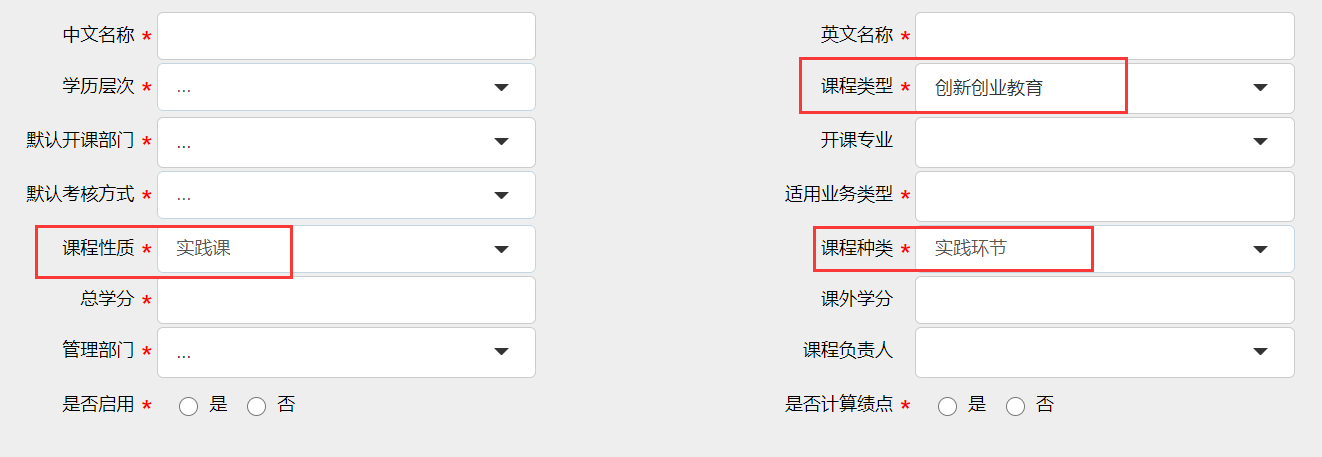 中文名称 *
英文名称 *
学历层次 * ...
课程类型 * 创新创业教育
默认开课部门 * ...
开课专业
默认考核方式 * ...
适用业务类型 *
课程性质 * 实践课
课程种类 * 实践环节
总学分 *
课外学分
管理部门 * ...
课程负责人
是否启用 * 是 否
是否计算绩点 * 是 否